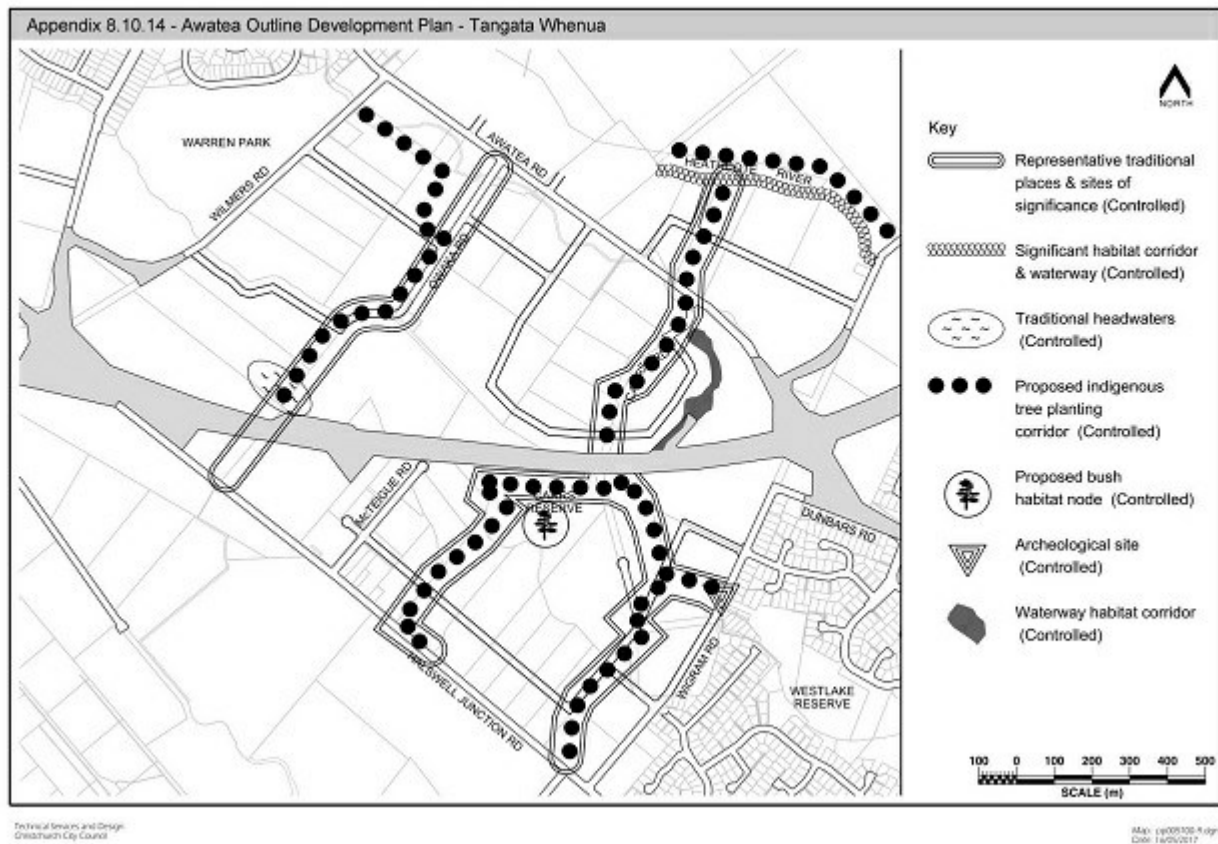 Appendix 8.10.14 - Awatea Outline Development Plan - Tangata Whenua
WARREN PARK
WILMERS RD
AWATEA RD
HEATHCOTE RIVER
OWAKA RD
McTEIGUE RD
RESERVE
DUNBARS RD
WIGRAM RD
HALSWELL JUNCTION RD
WESTLAKE
RESERVE
NORTH
Key
Representative traditional
places & sites of
significance (Controlled)
Significant habitat corridor
& waterway (Controlled)
Traditional headwaters
(Controlled)
Proposed indigenous
tree planting
corridor (Controlled)
Proposed bush
habitat node (Controlled)
Archeological site
(Controlled)
Waterway habitat corridor
(Controlled)
100 0 100 200 300 400 500
SCALE (m)
Technical Services and Design
Christchurch City Council